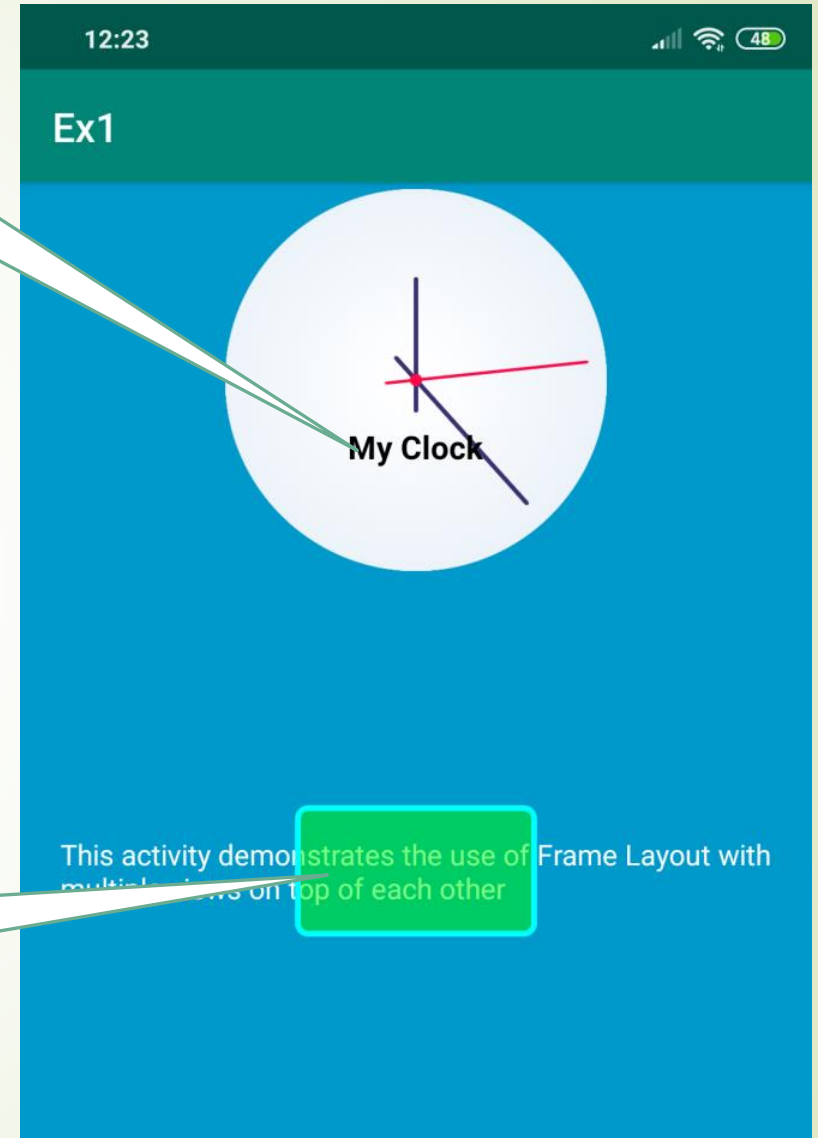 12:23
48
Ex1
My Clock
This activity demonstrates the use of Frame Layout with
on top of each other